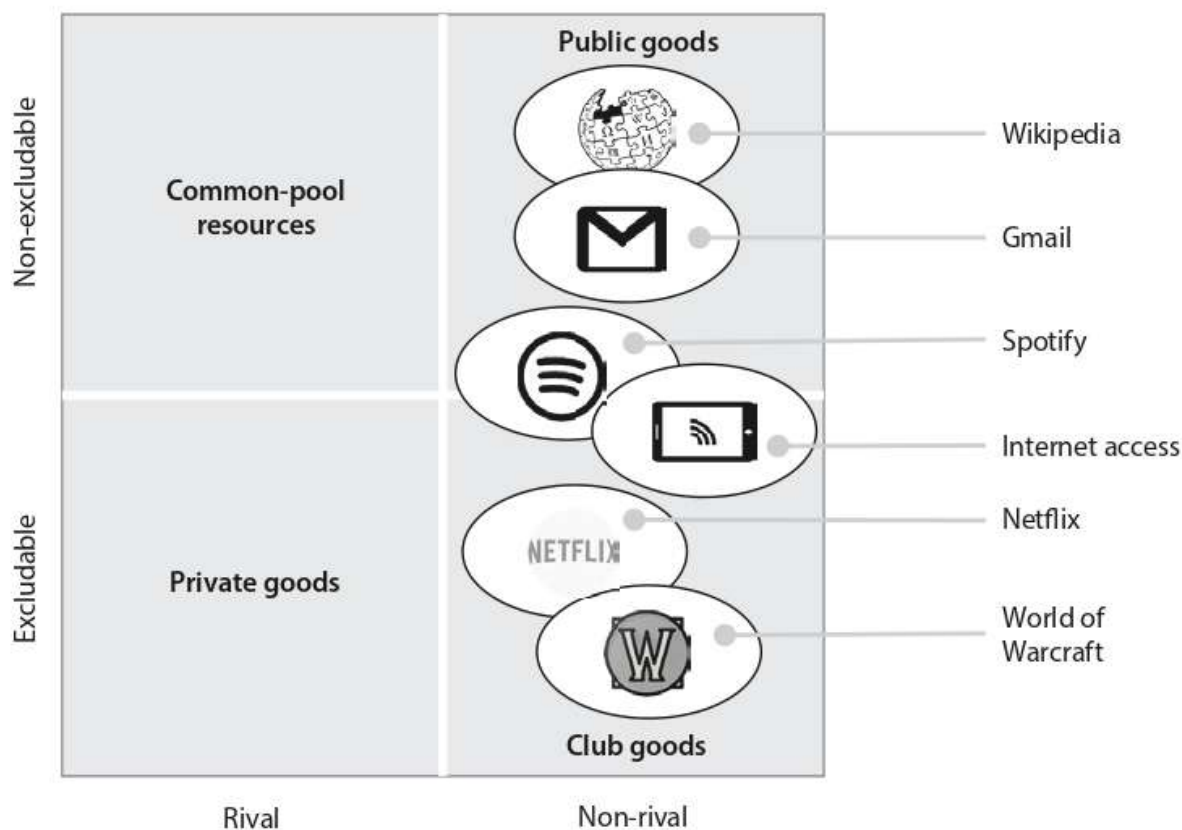 Public goods
Wikipedia
Common-pool
resources
Gmail
Spotify
Internet access
NETFLIX
Netflix
Private goods
W
World of
Warcraft
Club goods
Non-excludable
Excludable
Rival
Non-rival